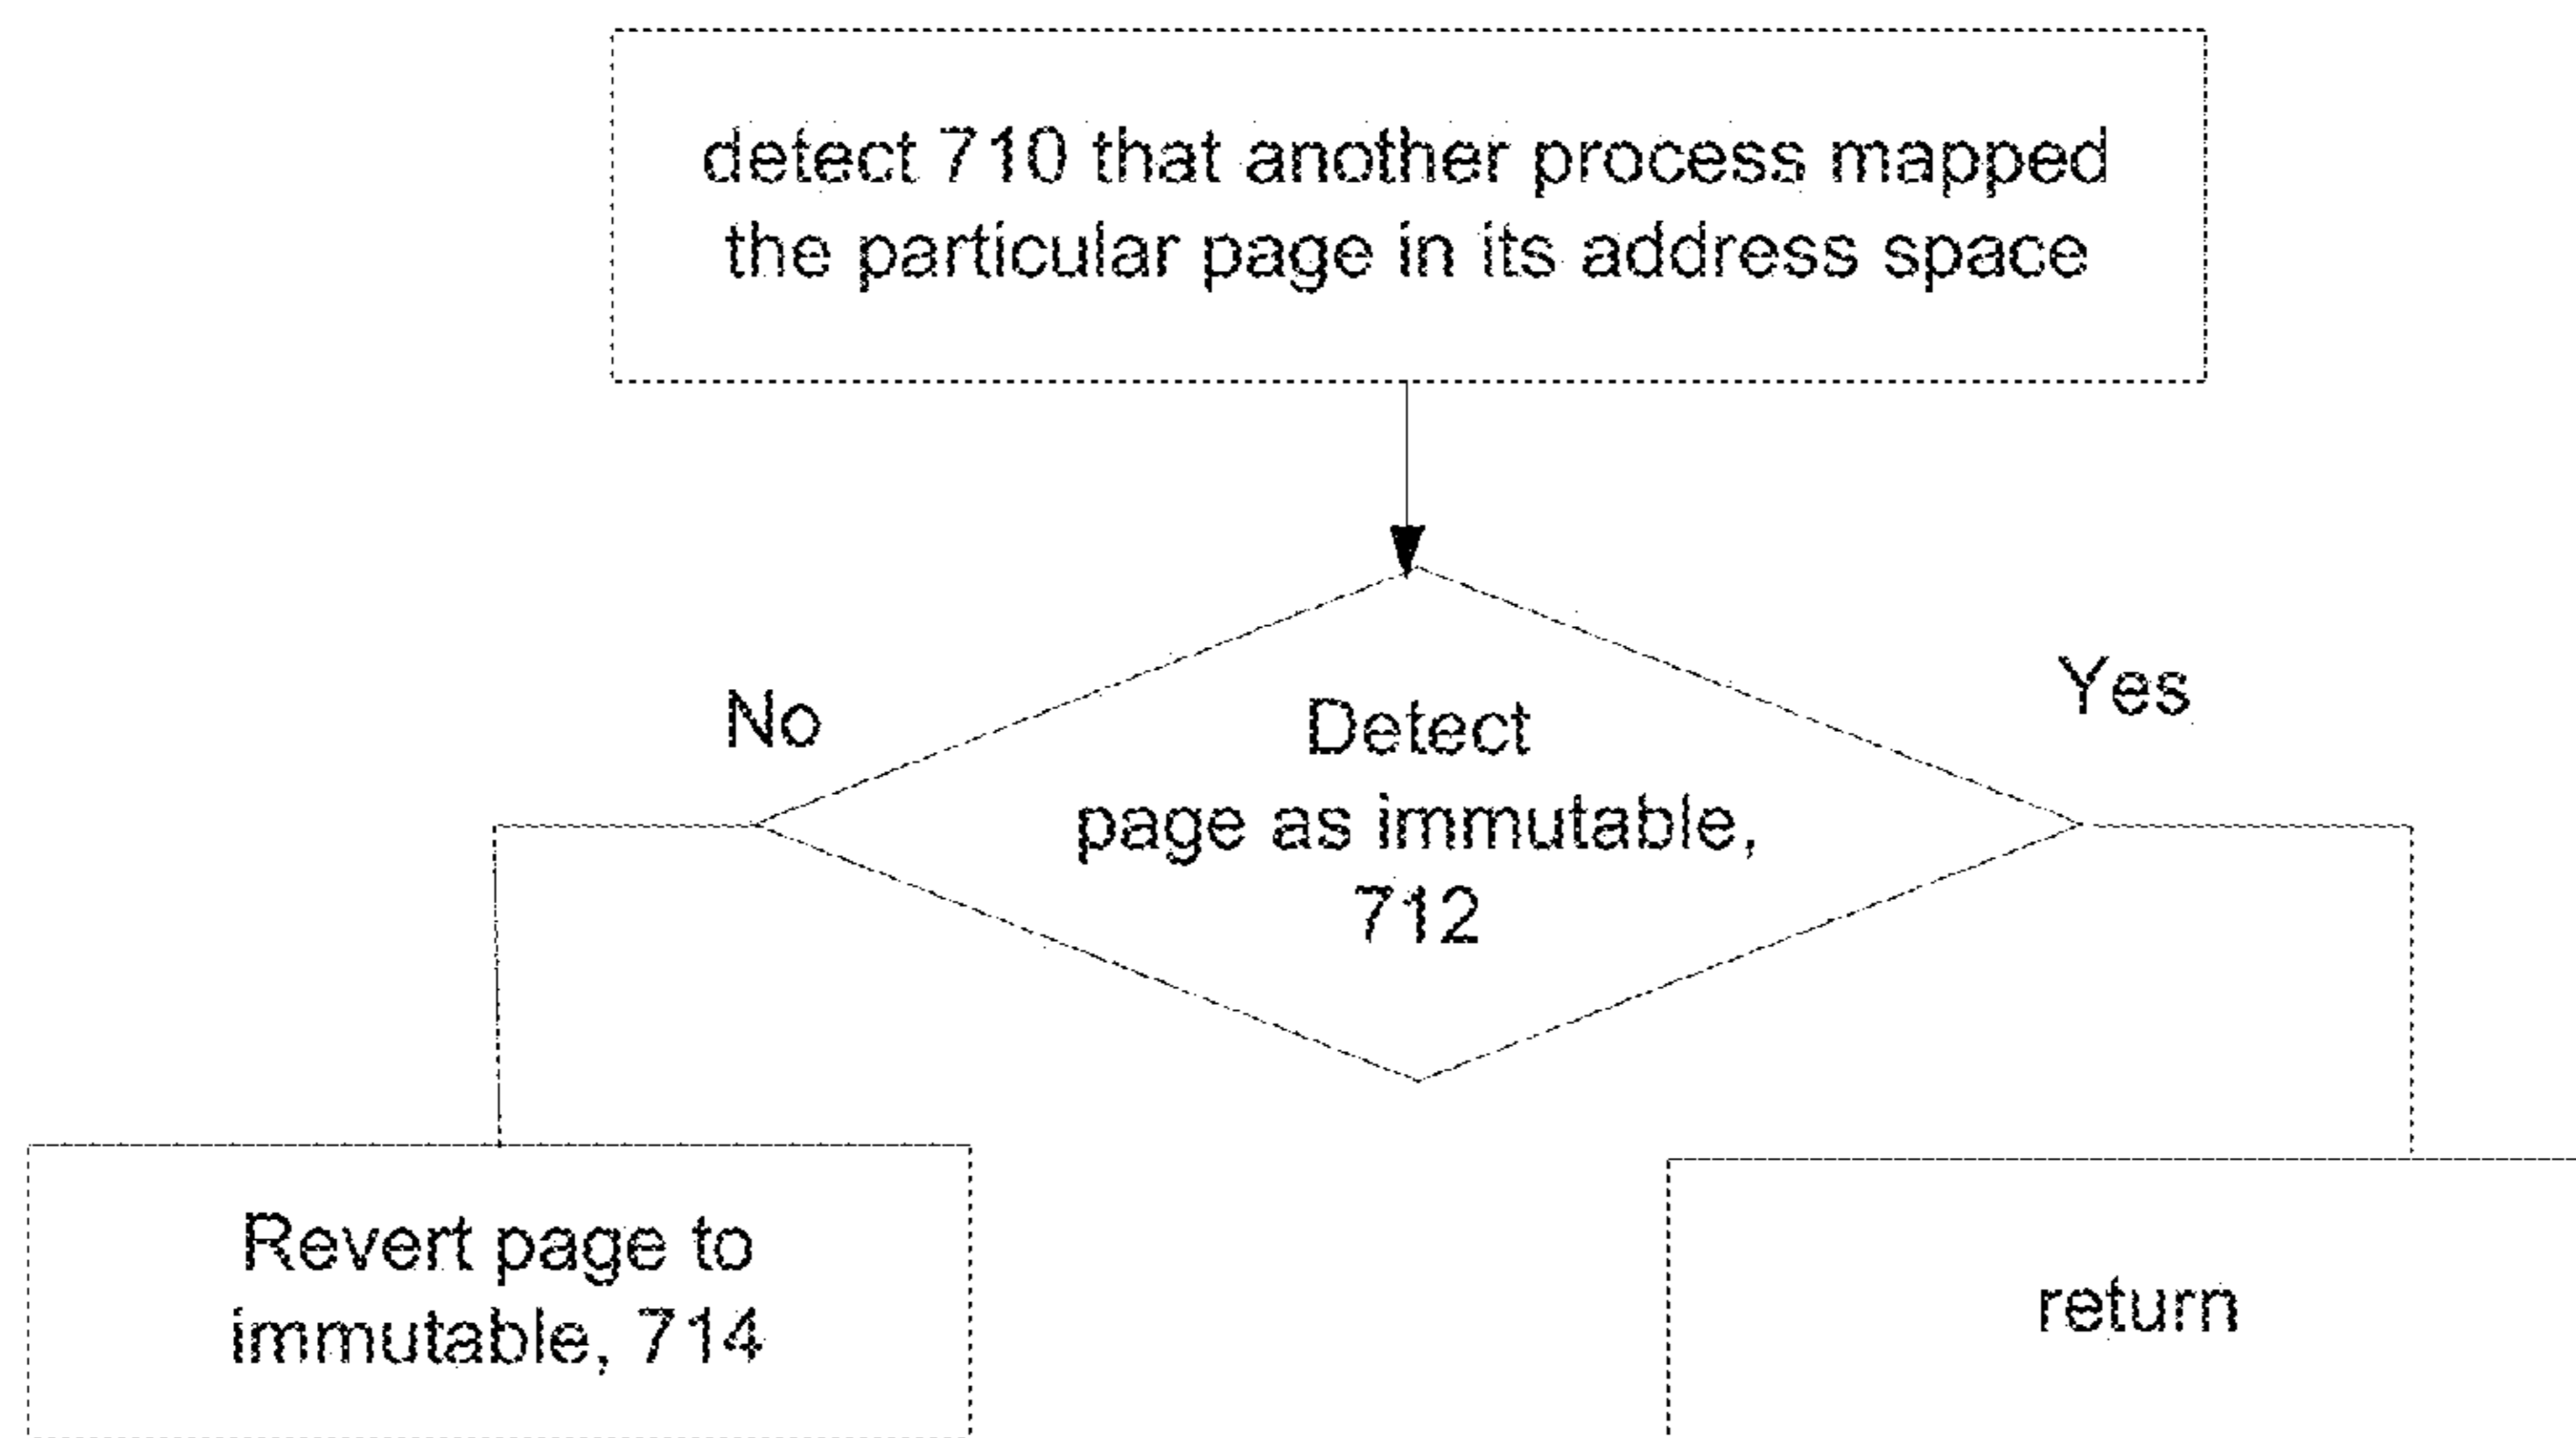 detect 710 that another process mapped
the particular page in its address space
No
Yes
Detect
page as immutable,
712
Revert page to
immutable, 714
return